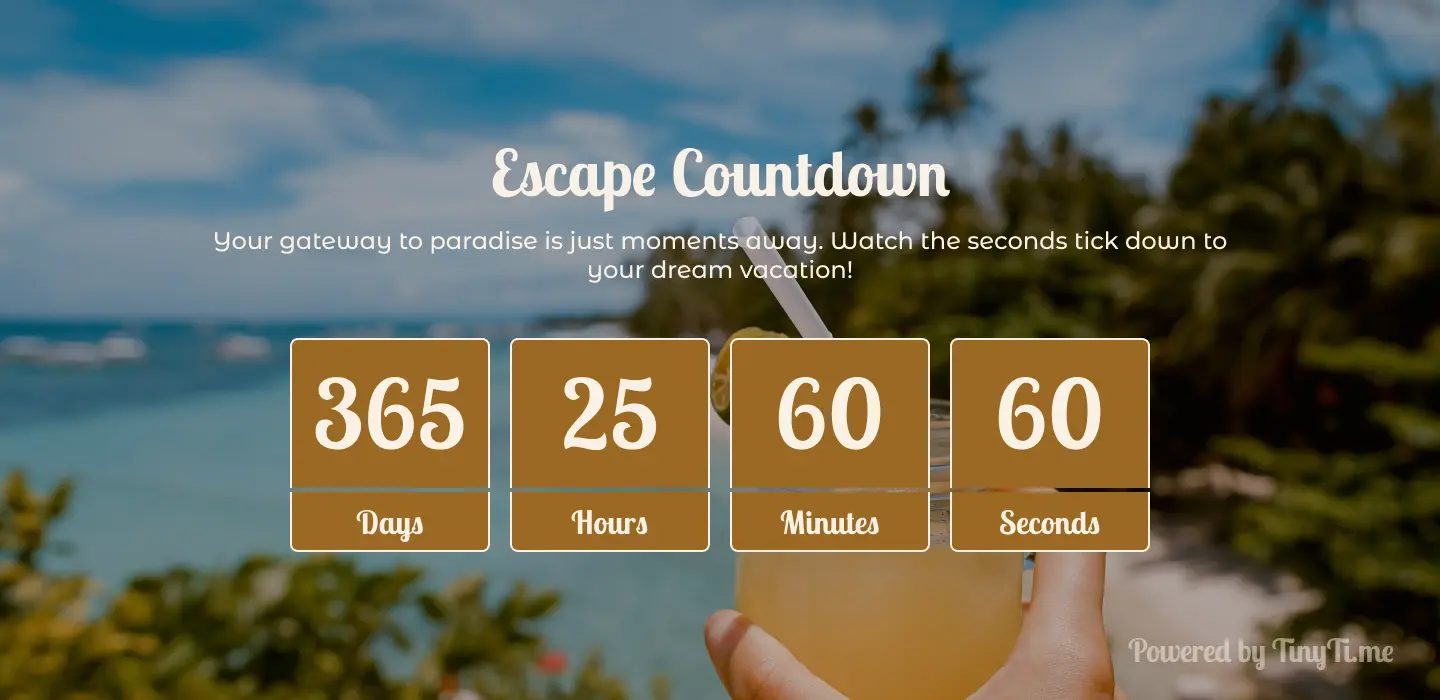 Escape Countdown
Your gateway to paradise is just moments away. Watch the seconds tick down to
your dream vacation!
365 25 60 60
Days Hours Minutes Seconds
Powered by TinyTi.me